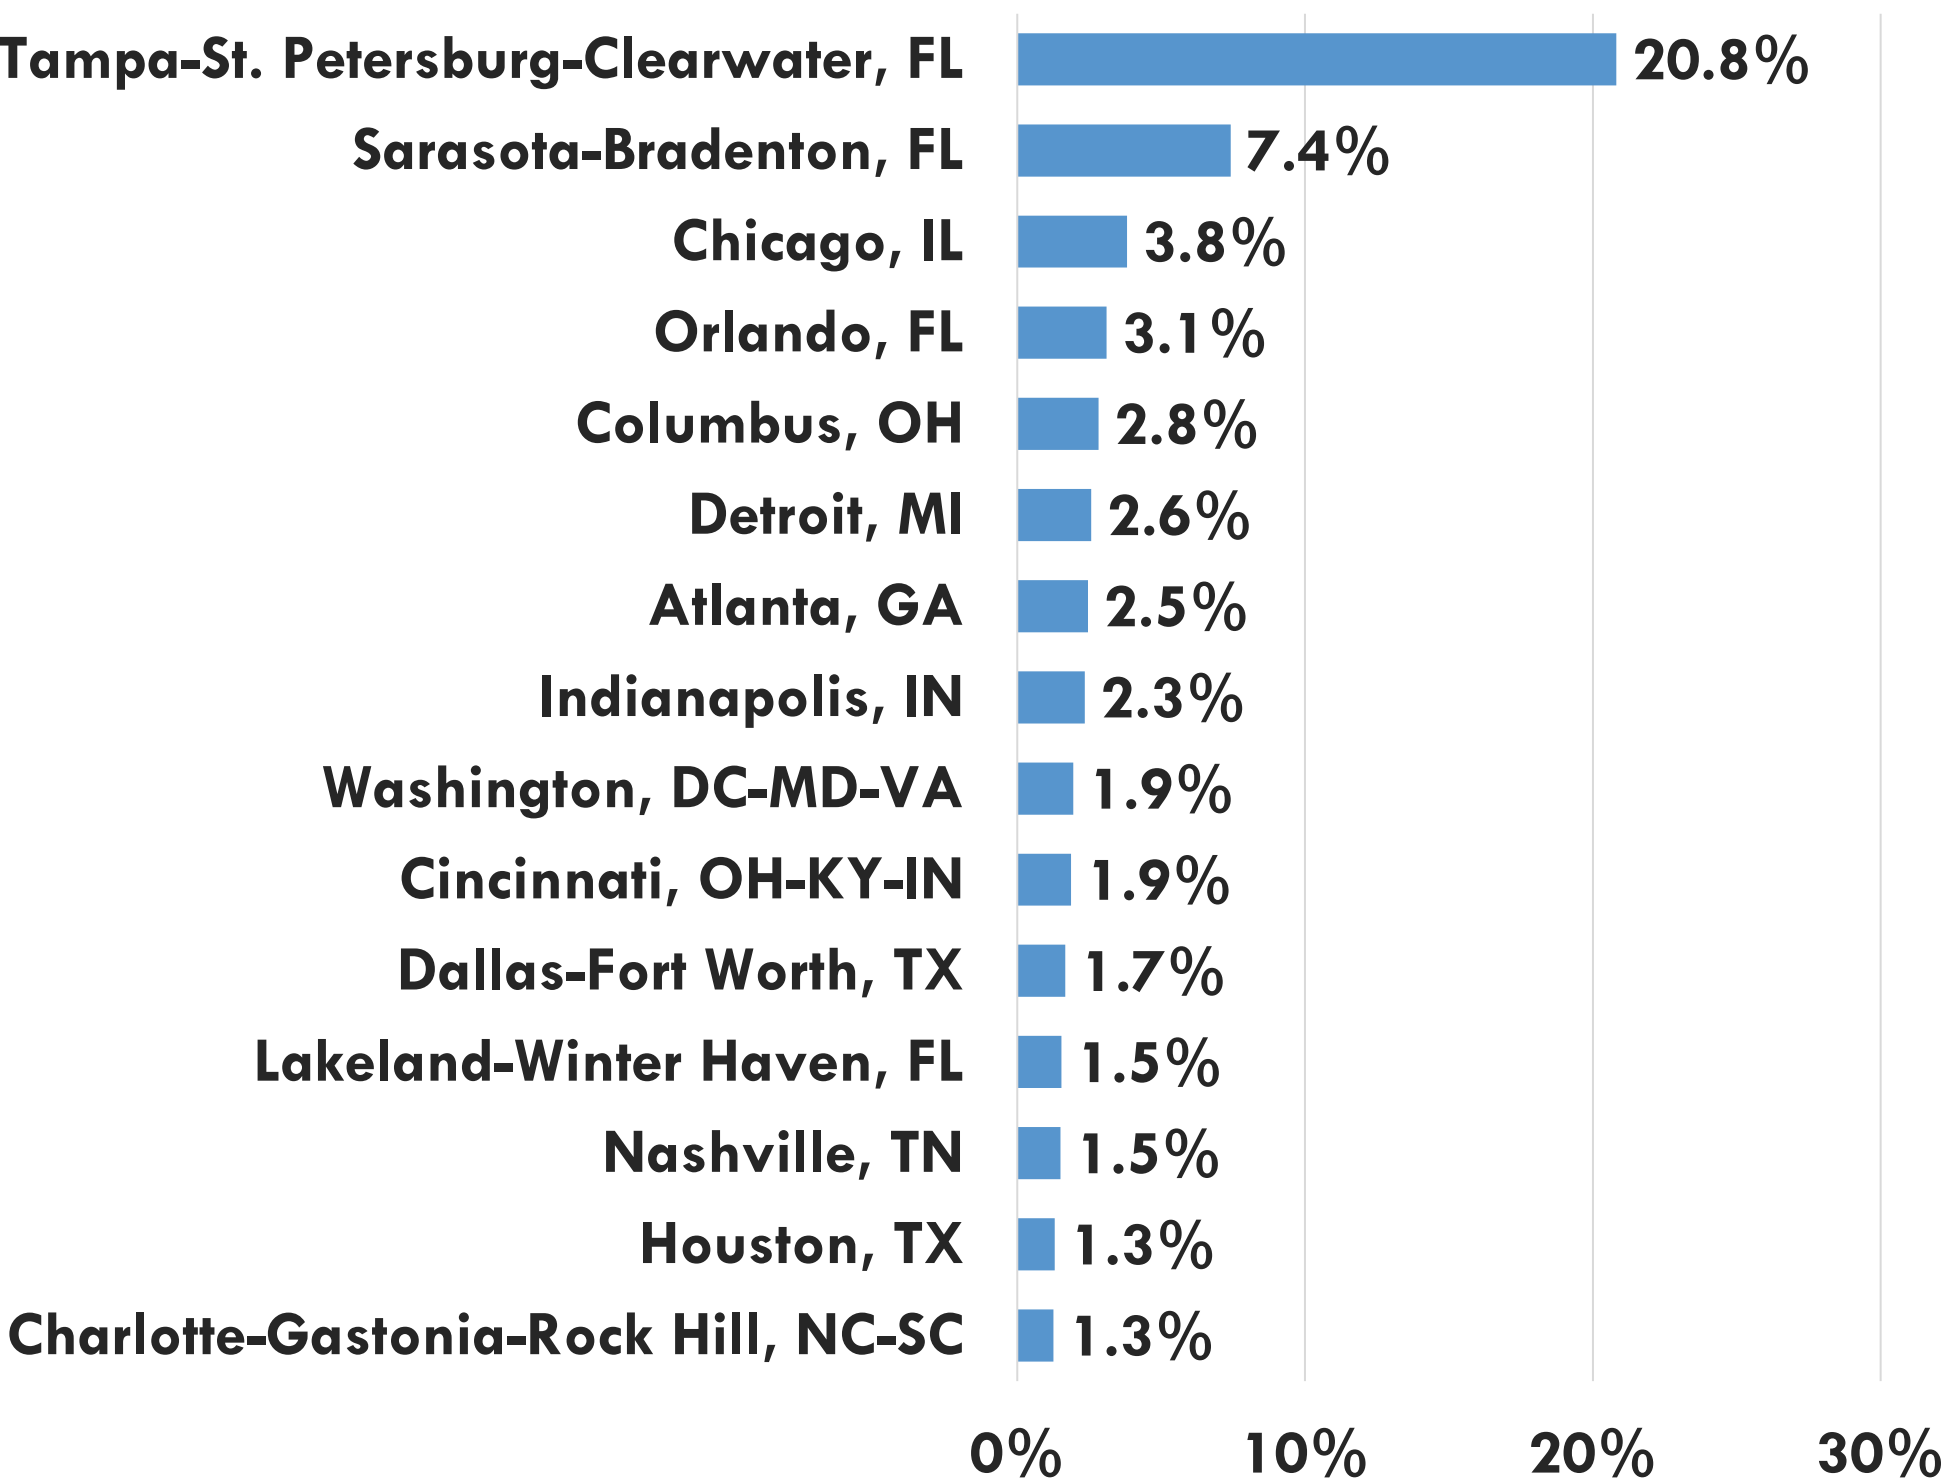 Tampa-St. Petersburg-Clearwater, FL 20.8%
Sarasota-Bradenton, FL 7.4%
Chicago, IL 3.8%
Orlando, FL 3.1%
Columbus, OH 2.8%
Detroit, MI 2.6%
Atlanta, GA 2.5%
Indianapolis, IN 2.3%
Washington, DC-MD-VA 1.9%
Cincinnati, OH-KY-IN 1.9%
Dallas-Fort Worth, TX 1.7%
Lakeland-Winter Haven, FL 1.5%
Nashville, TN 1.5%
Houston, TX 1.3%
Charlotte-Gastonia-Rock Hill, NC-SC 1.3%
0% 10% 20% 30%